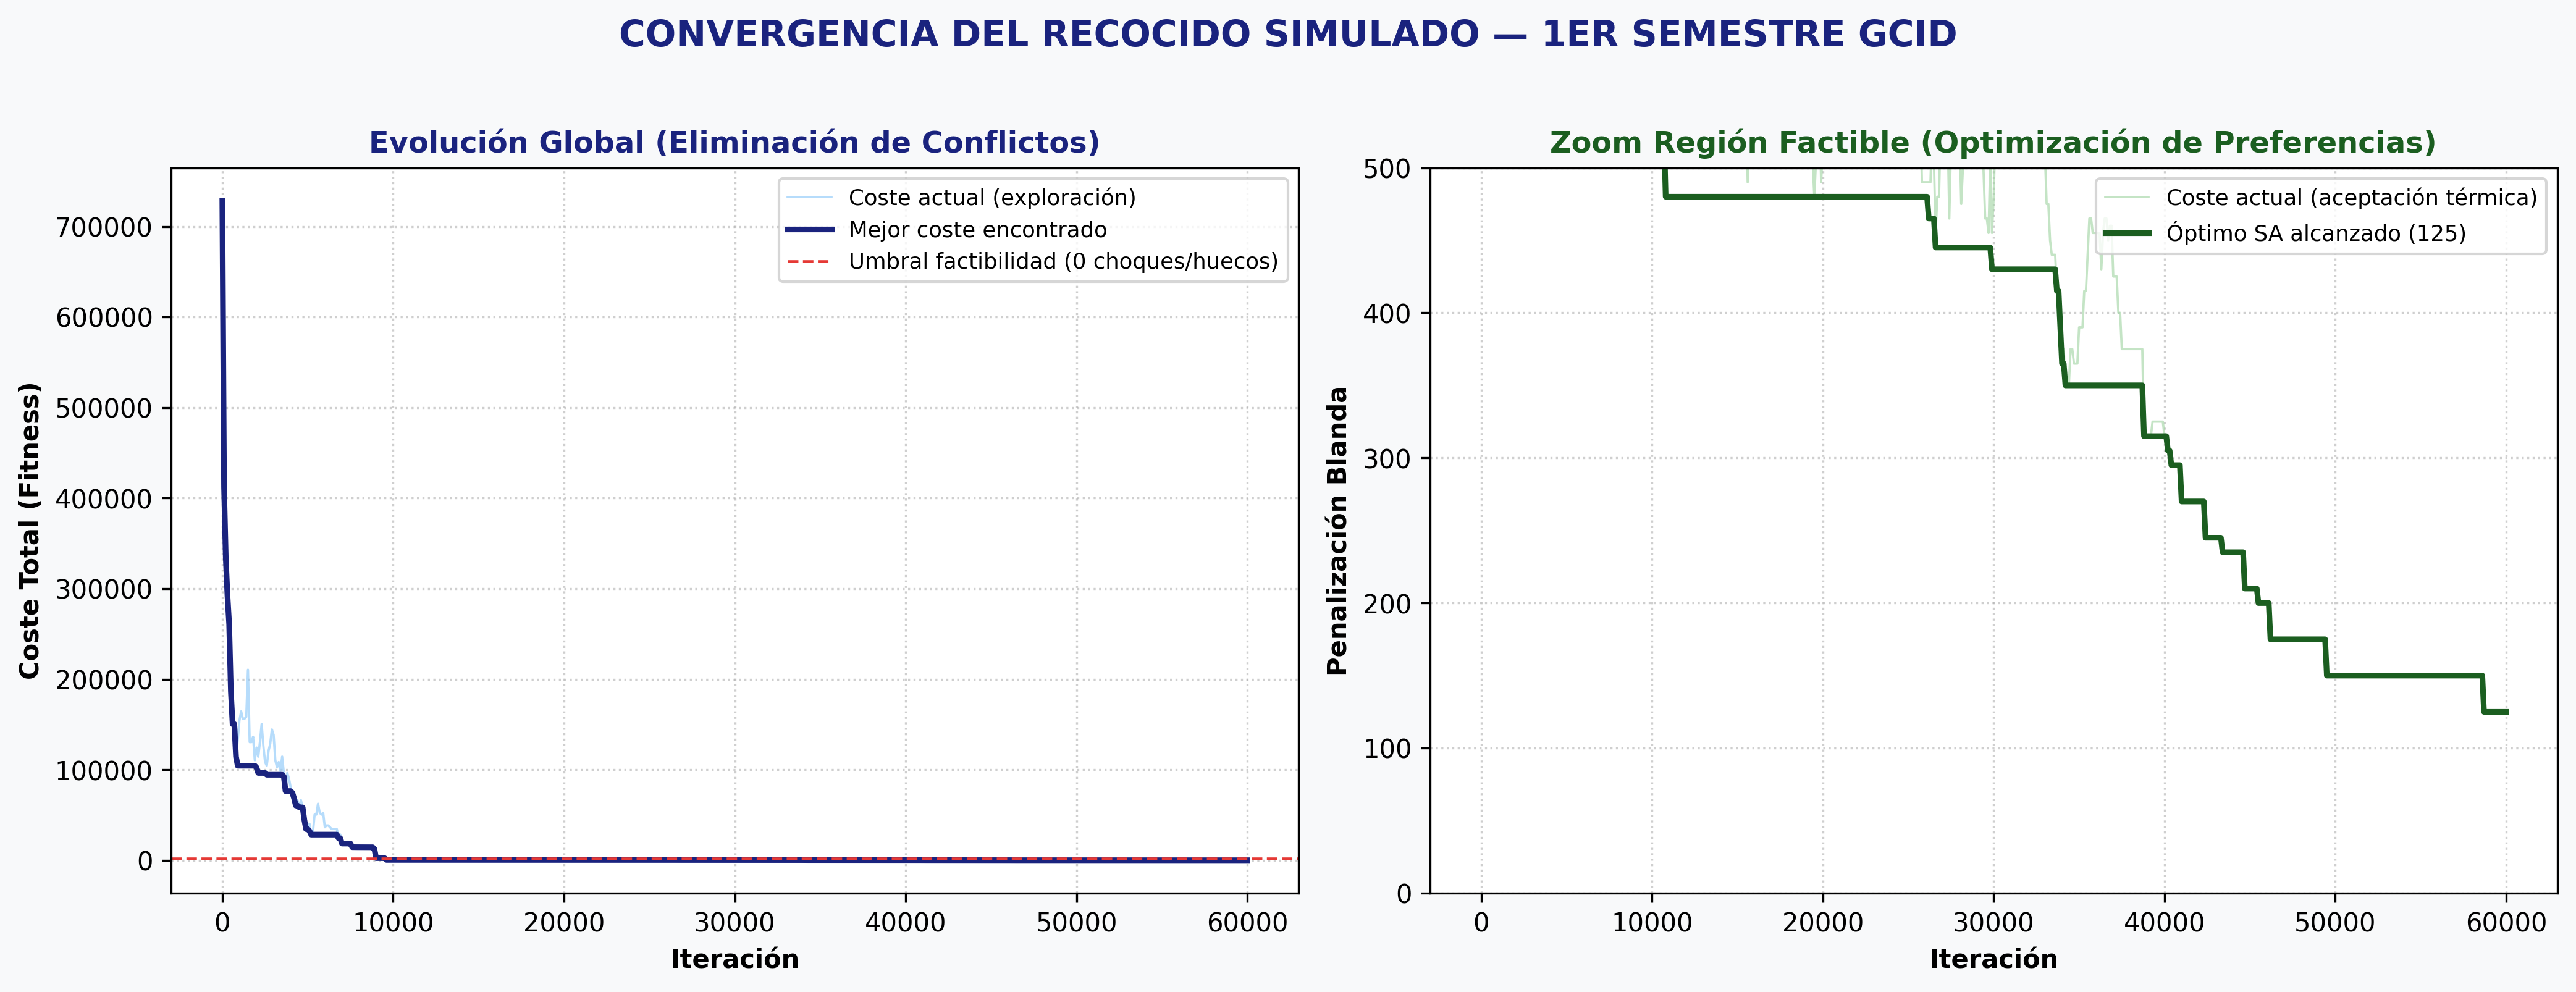 CONVERGENCIA DEL RECOCIDO SIMULADO — 1ER SEMESTRE GCID
Evolución Global (Eliminación de Conflictos)
Coste Total (Fitness)
700000
600000
500000
400000
300000
200000
100000
0
Coste actual (exploración)
Mejor coste encontrado
Umbral factibilidad (0 choques/huecos)
0 10000 20000 30000 40000 50000 60000
Iteración
Zoom Región Factible (Optimización de Preferencias)
Penalización Blanda
500
400
300
200
100
0
Coste actual (aceptación térmica)
Óptimo SA alcanzado (125)
0 10000 20000 30000 40000 50000 60000
Iteración